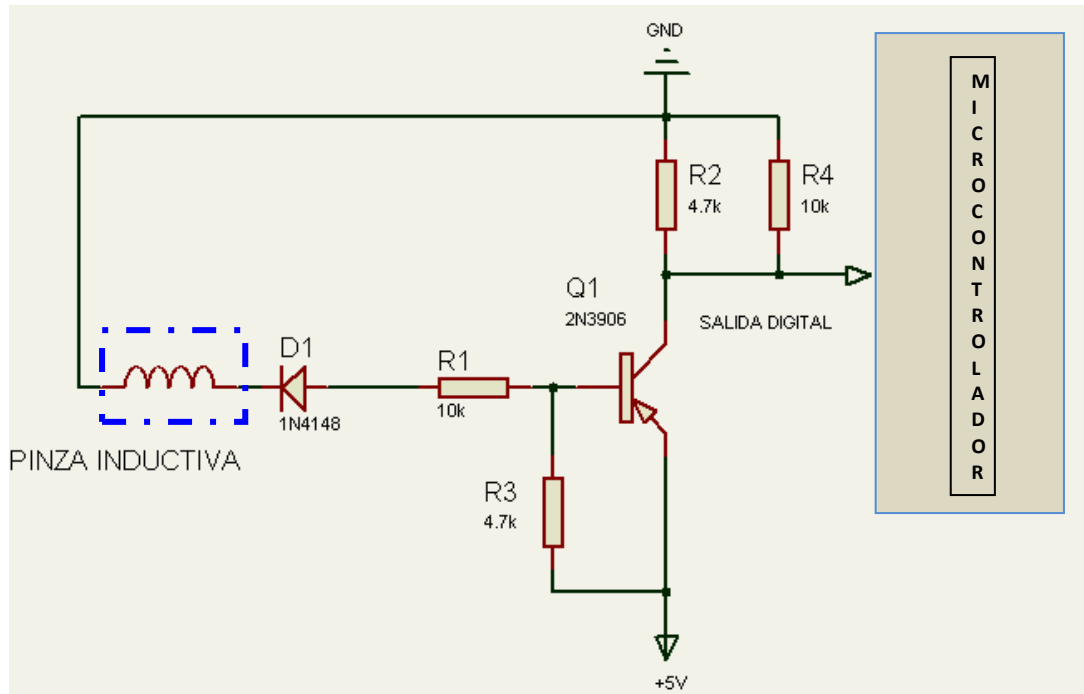 GND
R2
4.7k
R4
10k
Q1
2N3906
SALIDA DIGITAL
D1
1N4148
R1
10k
PINZA INDUCTIVA
R3
4.7k
+5V
MICROCONTROLADOR